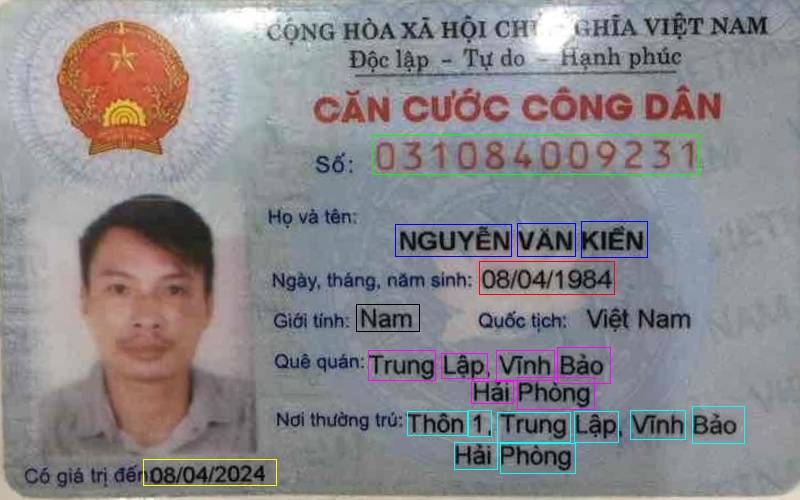 CỘNG HÒA XÃ HỘI CHỦ NGHĨA VIỆT NAM
Độc lập - Tự do - Hạnh phúc
CĂN CƯỚC CÔNG DÂN
Số: 031084009231
Họ và tên:
NGUYỄN VĂN KIỀN
Ngày, tháng, năm sinh: 08/04/1984
Giới tính: Nam Quốc tịch: Việt Nam
Quê quán: Trung Lập, Vĩnh Bảo
Hải Phòng
Nơi thường trú: Thôn 1, Trung Lập, Vĩnh Bảo
Hải Phòng
Có giá trị đến 08/04/2024